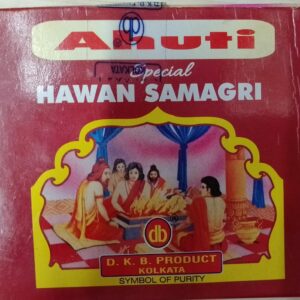 Ahuti
Special
HAWAN SAMAGRI
db
D. K. B. PRODUCT
KOLKATA
SYMBOL OF PURITY